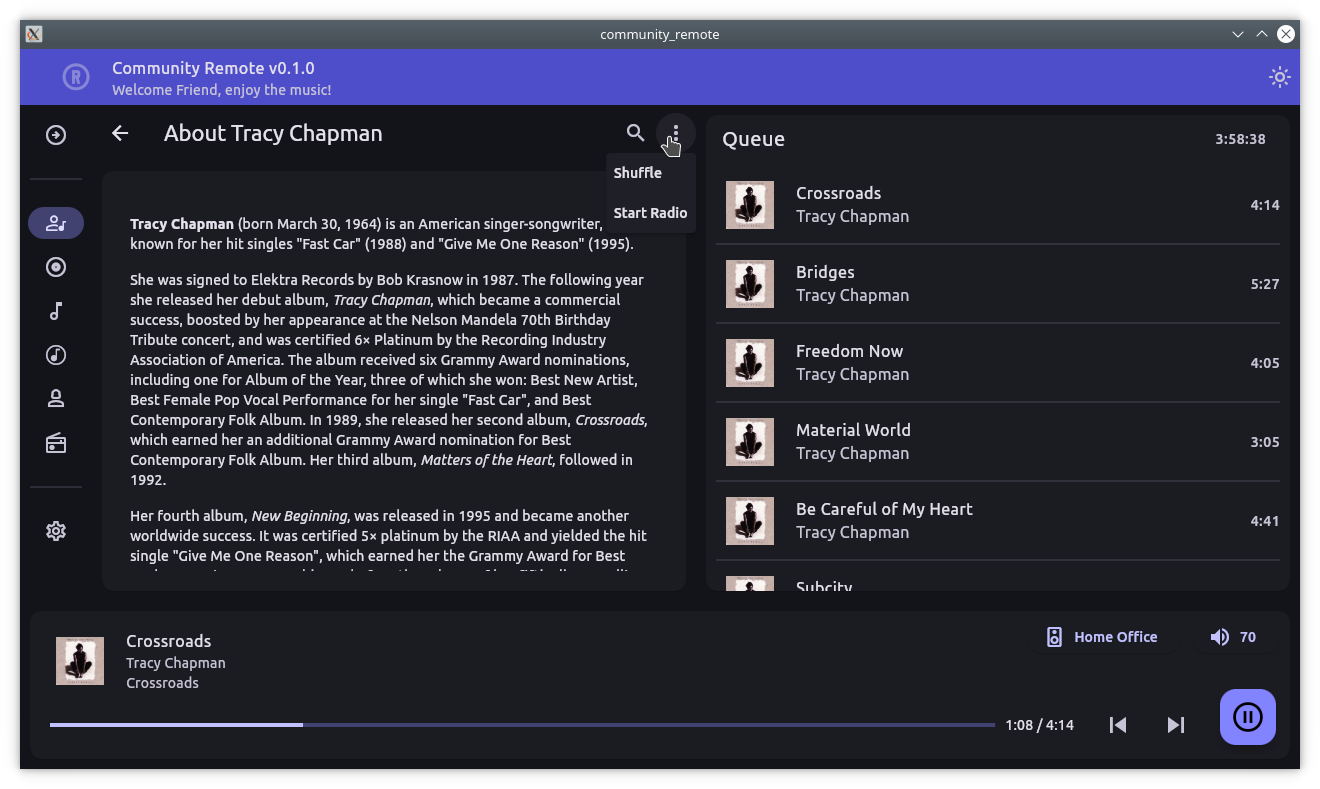 community_remote
R
Community Remote v0.1.0
Welcome Friend, enjoy the music!
About Tracy Chapman
Shuffle
Start Radio
Tracy Chapman (born March 30, 1964) is an American singer-songwriter,
known for her hit singles "Fast Car" (1988) and "Give Me One Reason" (1995).
She was signed to Elektra Records by Bob Krasnow in 1987. The following year
she released her debut album, Tracy Chapman, which became a commercial
success, boosted by her appearance at the Nelson Mandela 70th Birthday
Tribute concert, and was certified 6× Platinum by the Recording Industry
Association of America. The album received six Grammy Award nominations,
including one for Album of the Year, three of which she won: Best New Artist,
Best Female Pop Vocal Performance for her single "Fast Car", and Best
Contemporary Folk Album. In 1989, she released her second album, Crossroads,
which earned her an additional Grammy Award nomination for Best
Contemporary Folk Album. Her third album, Matters of the Heart, followed in
1992.
Her fourth album, New Beginning, was released in 1995 and became another
worldwide success. It was certified 5× platinum by the RIAA and yielded the hit
single "Give Me One Reason", which earned her the Grammy Award for Best
Queue
3:58:38
Crossroads
Tracy Chapman
4:14
Bridges
Tracy Chapman
5:27
Freedom Now
Tracy Chapman
4:05
Material World
Tracy Chapman
3:05
Be Careful of My Heart
Tracy Chapman
4:41
Subcity
Crossroads
Tracy Chapman
Crossroads
Home Office
70
1:08 / 4:14